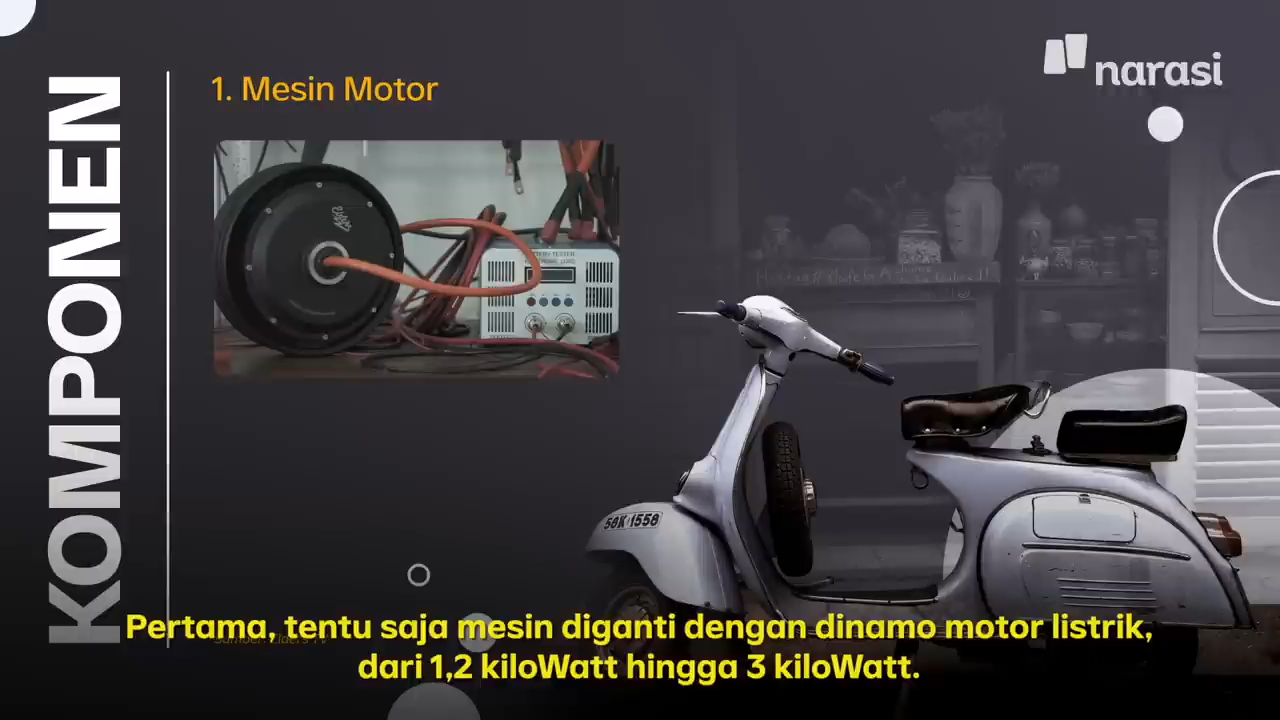 KOMPONEN
1. Mesin Motor
narasi
58K 1558
Pertama, tentu saja mesin diganti dengan dinamo motor listrik,
dari 1,2 kiloWatt hingga 3 kiloWatt.